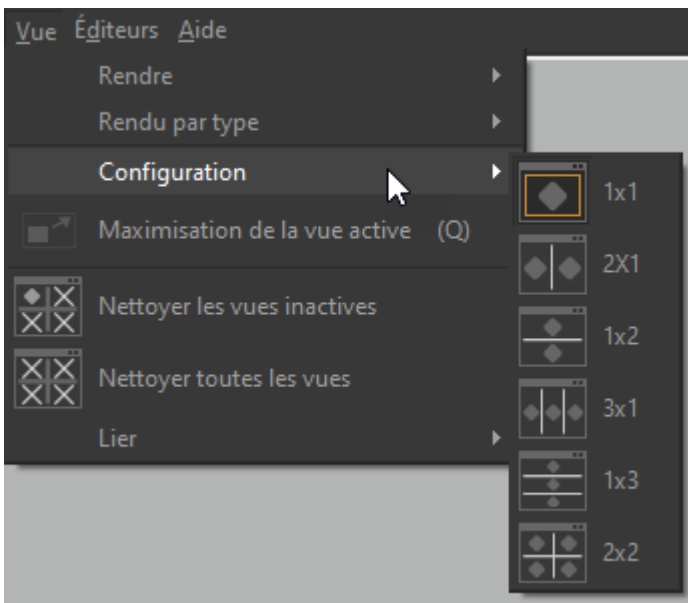 Vue Éditeurs Aide
Rendre
Rendu par type
Configuration
Maximisation de la vue active (Q)
Nettoyer les vues inactives
Nettoyer toutes les vues
Lier
1x1
2X1
1x2
3x1
1x3
2x2